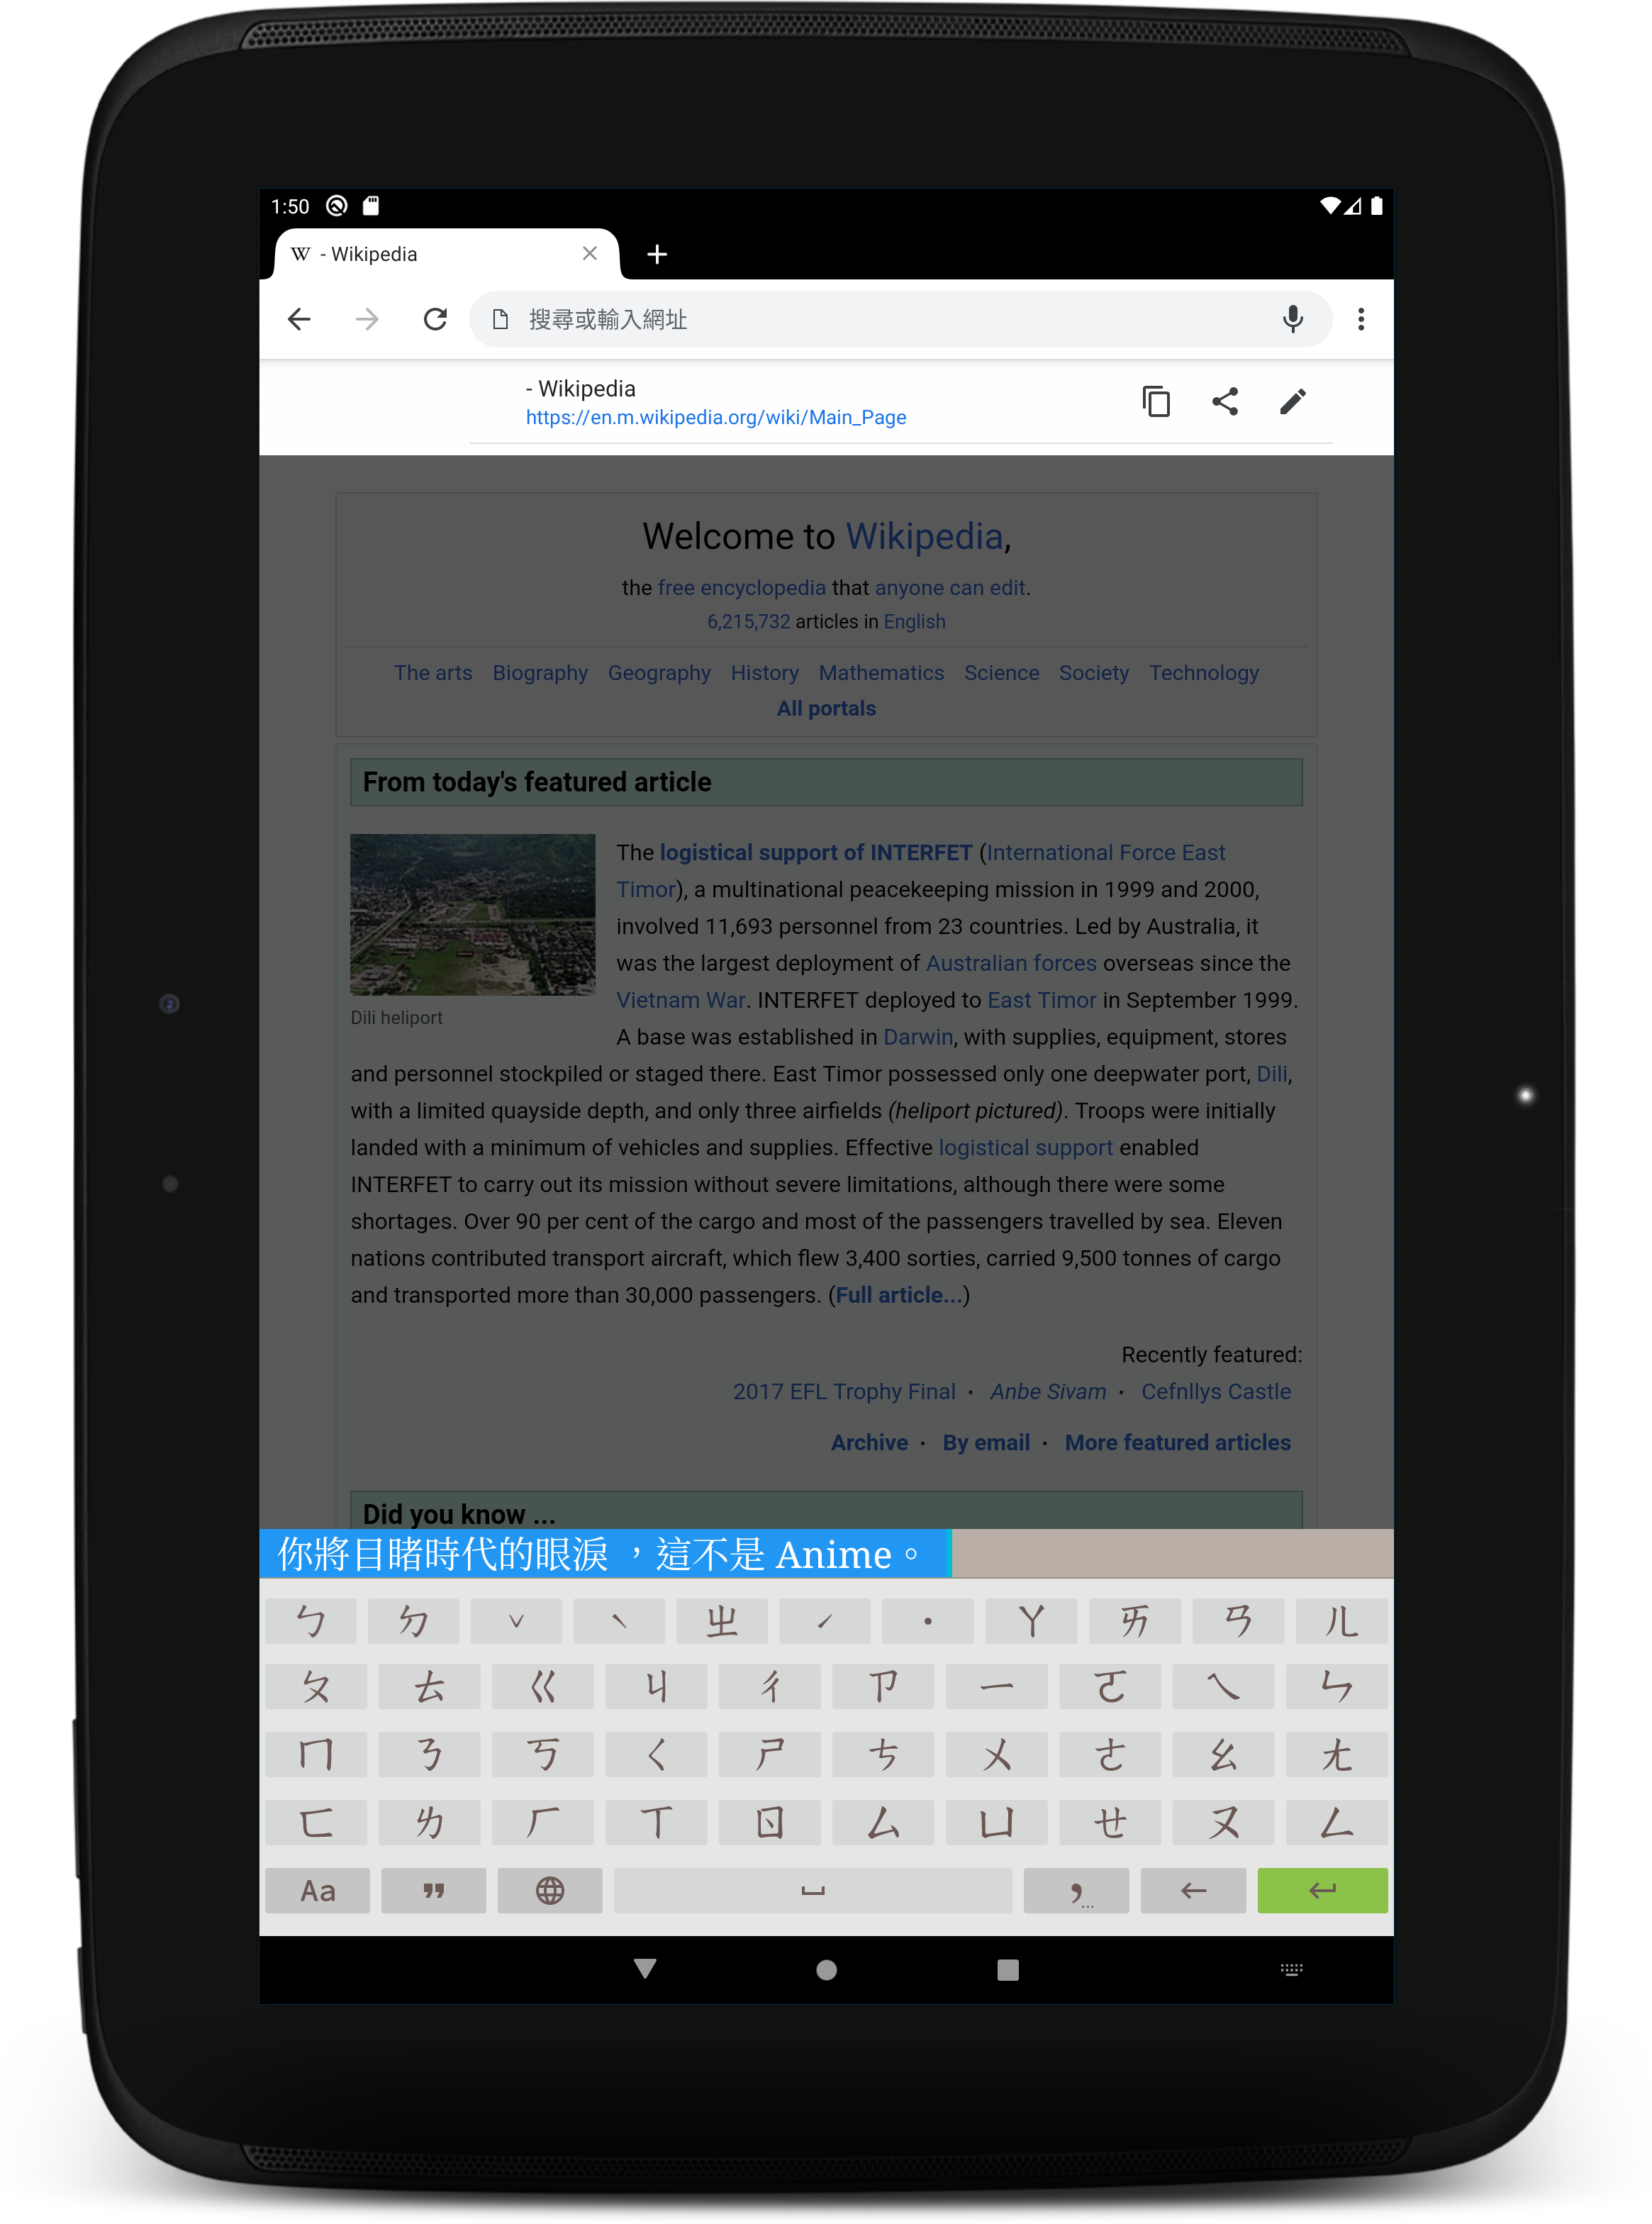 1:50
W - Wikipedia
搜尋或輸入網址
- Wikipedia
https://en.m.wikipedia.org/wiki/Main_Page
Welcome to Wikipedia,
the free encyclopedia that anyone can edit.
6,215,732 articles in English
The arts Biography Geography History Mathematics Science Society Technology
All portals
From today's featured article
The logistical support of INTERFET (International Force East
Timor), a multinational peacekeeping mission in 1999 and 2000,
involved 11,693 personnel from 23 countries. Led by Australia, it
was the largest deployment of Australian forces overseas since the
Vietnam War. INTERFET deployed to East Timor in September 1999.
Dili heliport
A base was established in Darwin, with supplies, equipment, stores
and personnel stockpiled or staged there. East Timor possessed only one deepwater port, Dili,
with a limited quayside depth, and only three airfields (heliport pictured). Troops were initially
landed with a minimum of vehicles and supplies. Effective logistical support enabled
INTERFET to carry out its mission without severe limitations, although there were some
shortages. Over 90 per cent of the cargo and most of the passengers travelled by sea. Eleven
nations contributed transport aircraft, which flew 3,400 sorties, carried 9,500 tonnes of cargo
and transported more than 30,000 passengers. (Full article...)
Recently featured:
2017 EFL Trophy Final · Anbe Sivam · Cefnllys Castle
Archive · By email · More featured articles
Did you know ...
你將目睹時代的眼淚 ，這不是 Anime。
ㄅ ㄉ ˇ ˋ ㄓ ˊ ˙ ㄚ ㄞ ㄢ ㄦ
ㄆ ㄊ ㄍ ㄐ ㄔ ㄗ ㄧ ㄛ ㄟ ㄣ
ㄇ ㄋ ㄎ ㄑ ㄕ ㄘ ㄨ ㄜ ㄠ ㄤ
ㄈ ㄌ ㄏ ㄒ ㄖ ㄙ ㄩ ㄝ ㄡ ㄥ
Aa ” ␣ ,... ← ↵